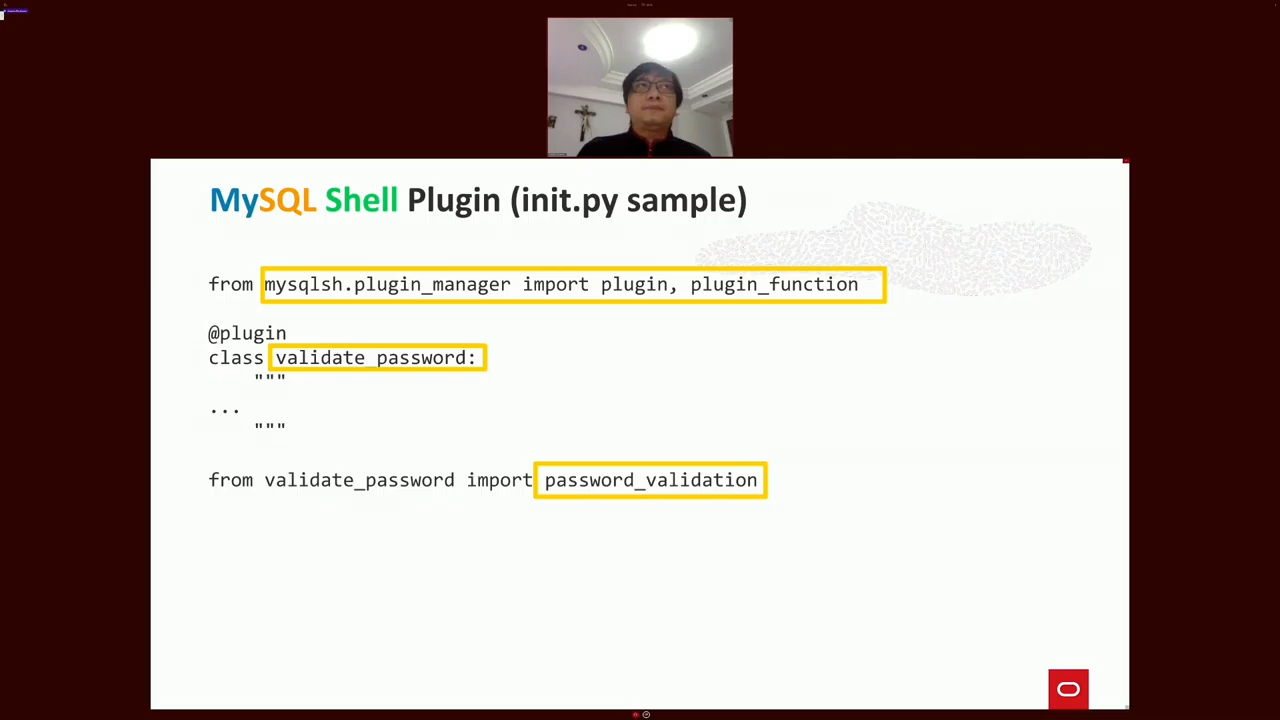 MySQL Shell Plugin (init.py sample)
from mysqlsh.plugin_manager import plugin, plugin_function
@plugin
class validate_password:
"""
...
"""
from validate_password import password_validation